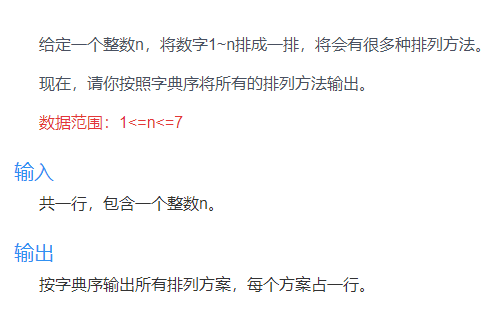 给定一个整数n，将数字1~n排成一排，将会有很多种排列方法。
现在，请你按照字典序将所有的排列方法输出。
数据范围：1<=n<=7
输入
共一行，包含一个整数n。
输出
按字典序输出所有排列方案，每个方案占一行。